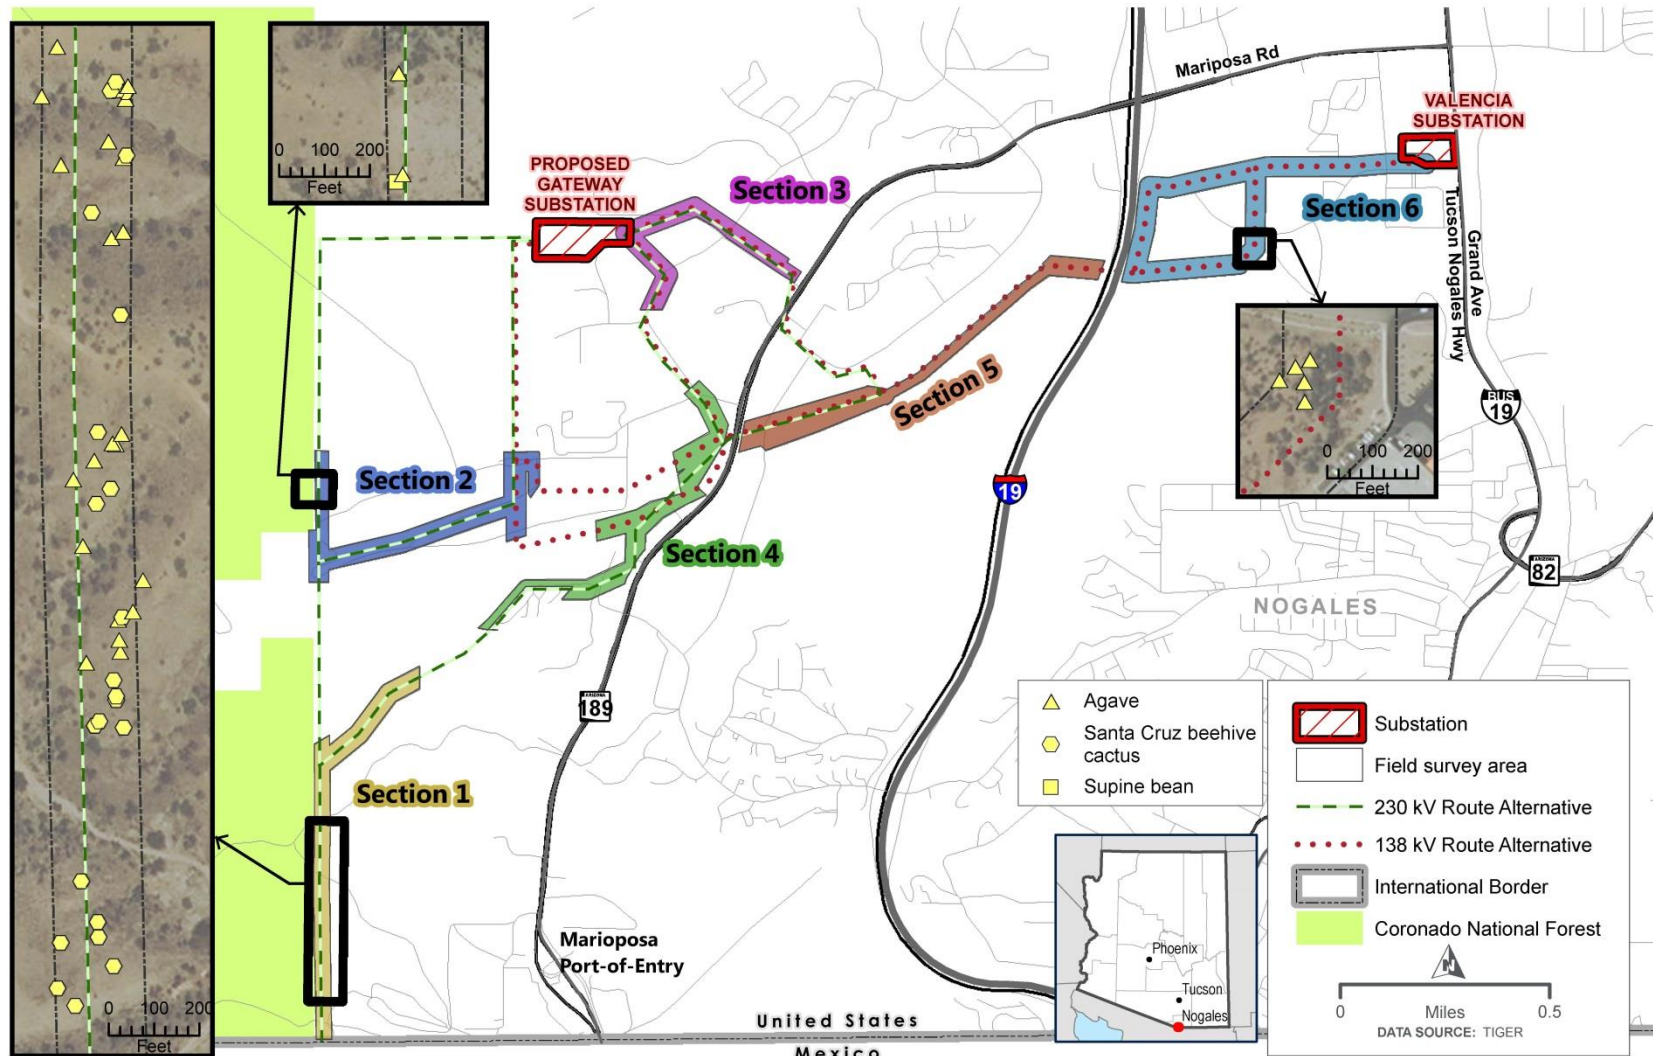 Mariposa Rd
VALENCIA
SUBSTATION
PROPOSED
GATEWAY
SUBSTATION
0 100 200
Feet
Section 3
Section 6
Tucson Nogales Hwy
Grand Ave
Section 5
Section 2
Section 4
19
BUS
19
0 100 200
Feet
ARIZONA
82
NOGALES
ARIZONA
189
Section 1
Agave
Santa Cruz beehive
cactus
Supine bean
Substation
Field survey area
230 kV Route Alternative
138 kV Route Alternative
International Border
Coronado National Forest
N
0 Miles 0.5
DATA SOURCE: TIGER
Phoenix
Tucson
Nogales
Marioposa
Port-of-Entry
0 100 200
Feet
United States
Mexico